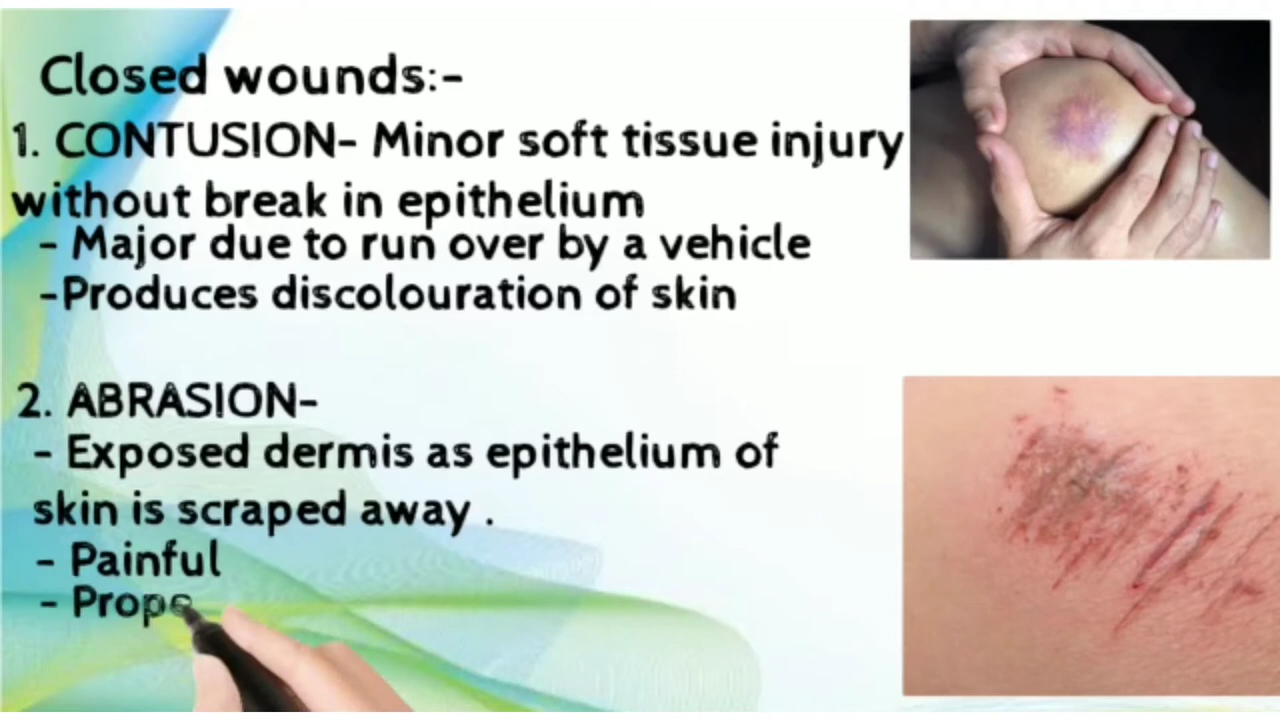 Closed wounds:-
1. CONTUSION- Minor soft tissue injury
without break in epithelium
- Major due to run over by a vehicle
-Produces discolouration of skin
2. ABRASION-
- Exposed dermis as epithelium of
skin is scraped away .
- Painful
-